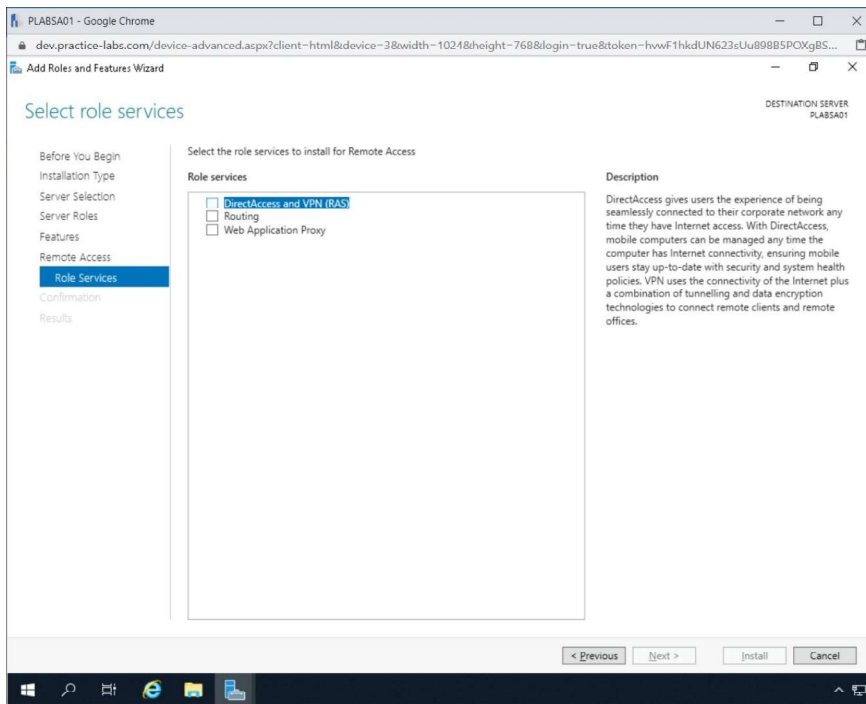 PLABSA01 - Google Chrome
dev.practice-labs.com/device-advanced.aspx?client=html&device=3&width=1024&height=768&login=true&token=hvwF1hkdUN623sUu898B5POXgBS...
Add Roles and Features Wizard
Select role services
DESTINATION SERVER
PLABSA01
Before You Begin
Installation Type
Server Selection
Server Roles
Features
Remote Access
Role Services
Confirmation
Results
Select the role services to install for Remote Access
Role services
DirectAccess and VPN (RAS)
Routing
Web Application Proxy
Description
DirectAccess gives users the experience of being
seamlessly connected to their corporate network any
time they have Internet access. With DirectAccess,
mobile computers can be managed any time the
computer has Internet connectivity, ensuring mobile
users stay up-to-date with security and system health
policies. VPN uses the connectivity of the Internet plus
a combination of tunnelling and data encryption
technologies to connect remote clients and remote
offices.
< Previous
Next >
Install
Cancel